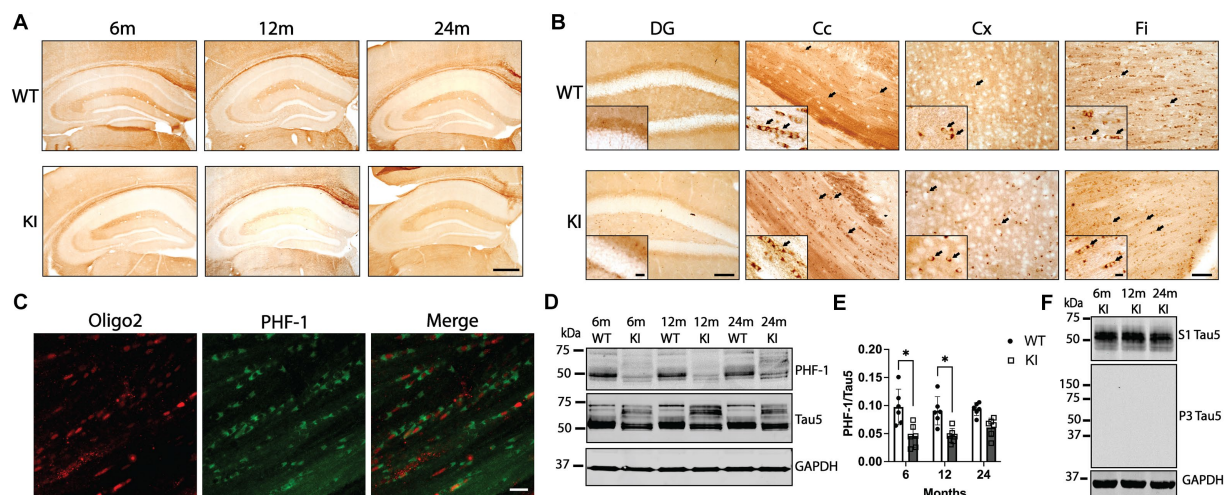 A
6m 12m 24m
WT
KI
B
DG Cc Cx Fi
WT
KI
C
Oligo2 PHF-1 Merge
D
6m 6m 12m 12m 24m 24m
kDa WT KI WT KI WT KI
75
50
PHF-1
75
50
Tau5
37
GAPDH
E
WT
KI
* *
PHF-1/Tau5
0.20
0.15
0.10
0.05
0.00
6 12 24
Months
F
6m 12m 24m
kDa KI KI KI
75
50
S1 Tau5
150
75
50
37
P3 Tau5
37
GAPDH